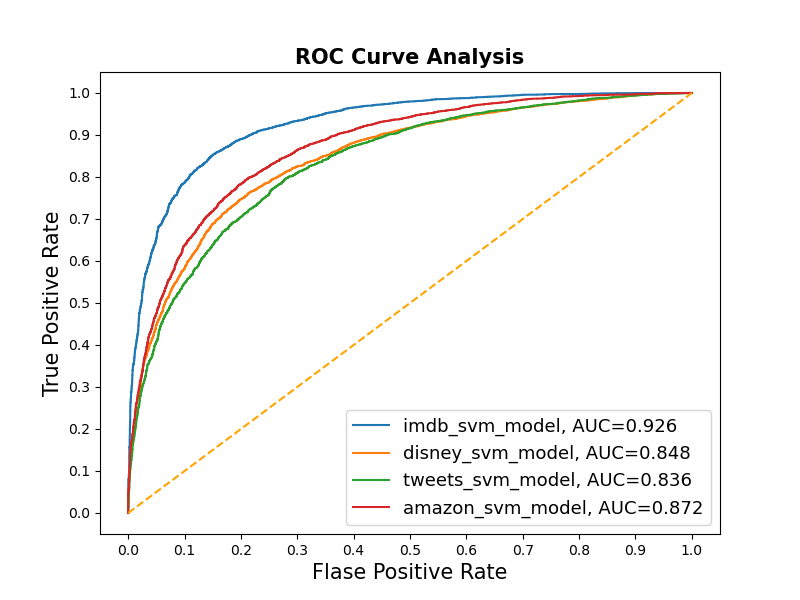 ROC Curve Analysis
True Positive Rate
1.0
0.9
0.8
0.7
0.6
0.5
0.4
0.3
0.2
0.1
0.0
imdb_svm_model, AUC=0.926
disney_svm_model, AUC=0.848
tweets_svm_model, AUC=0.836
amazon_svm_model, AUC=0.872
0.0 0.1 0.2 0.3 0.4 0.5 0.6 0.7 0.8 0.9 1.0
Flase Positive Rate